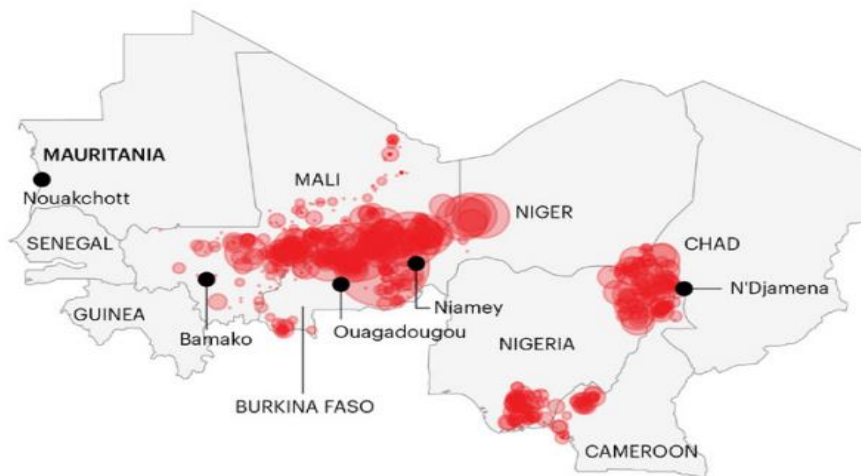 MAURITANIA
Nouakchott
MALI
NIGER
SENEGAL
CHAD
N'Djamena
GUINEA
Bamako
Niamey
Ouagadougou
NIGERIA
BURKINA FASO
CAMEROON